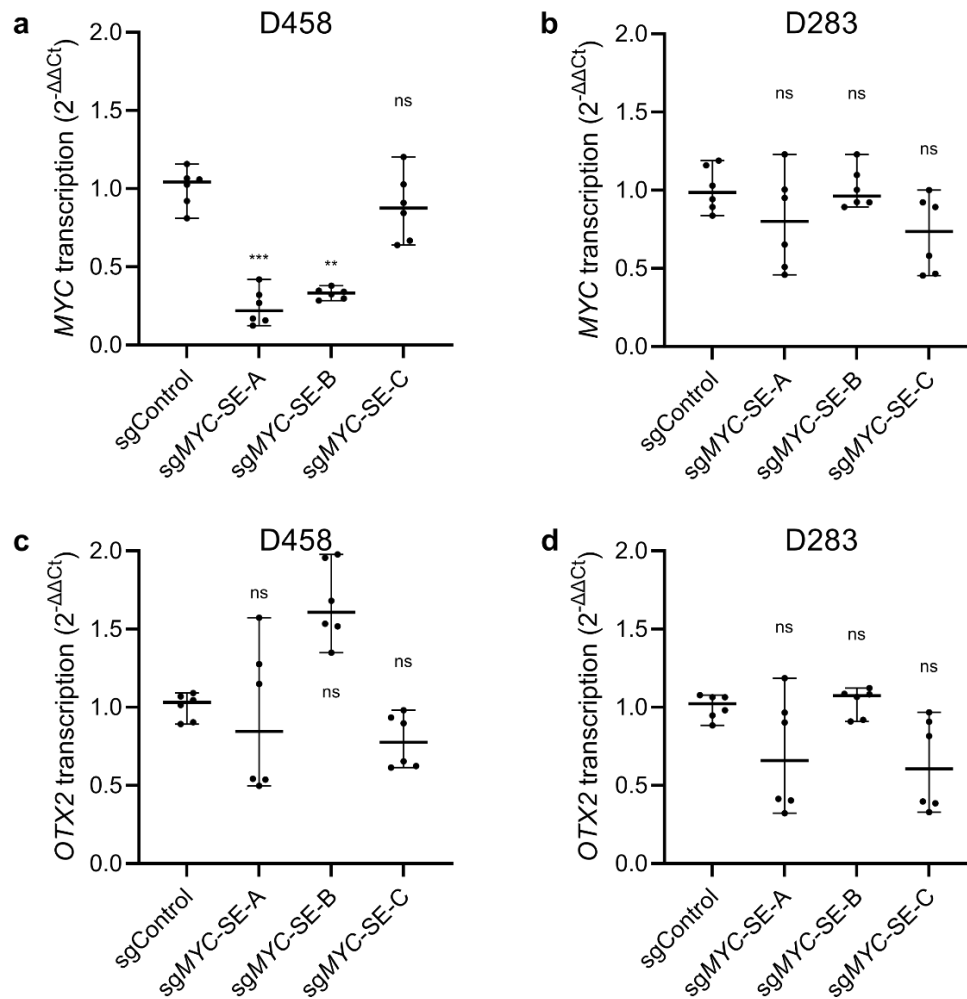 a D458
MYC transcription (2^-ΔΔCt)
2.0
1.5
1.0
0.5
0.0
***
**
ns
sgControl
sgMYC-SE-A
sgMYC-SE-B
sgMYC-SE-C
b D283
MYC transcription (2^-ΔΔCt)
2.0
1.5
1.0
0.5
0.0
ns
ns
ns
sgControl
sgMYC-SE-A
sgMYC-SE-B
sgMYC-SE-C
c D458
OTX2 transcription (2^-ΔΔCt)
2.0
1.5
1.0
0.5
0.0
ns
ns
ns
sgControl
sgMYC-SE-A
sgMYC-SE-B
sgMYC-SE-C
d D283
OTX2 transcription (2^-ΔΔCt)
2.0
1.5
1.0
0.5
0.0
ns
ns
ns
sgControl
sgMYC-SE-A
sgMYC-SE-B
sgMYC-SE-C